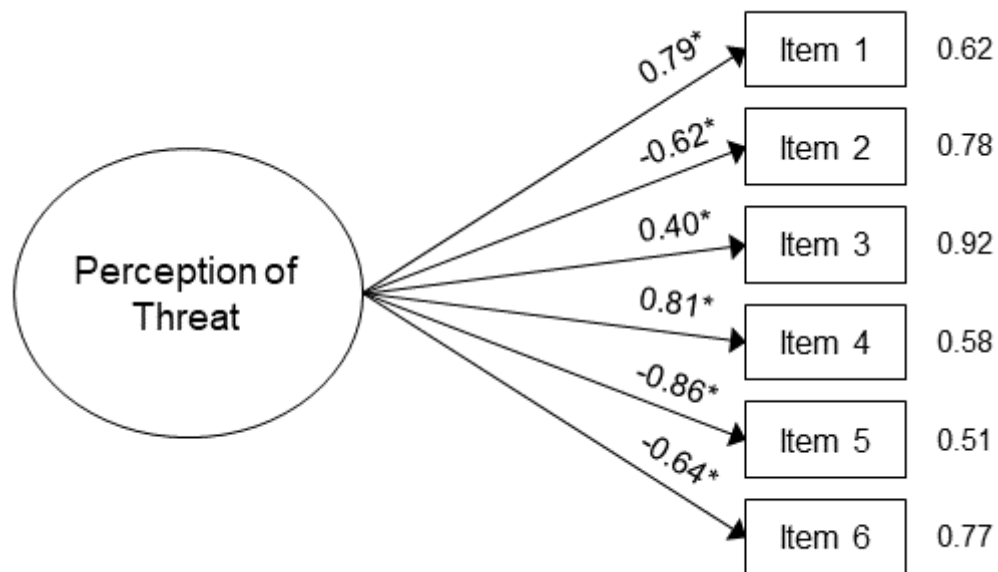 0.79*
Item 1 0.62
-0.62*
Item 2 0.78
0.40*
Item 3 0.92
Perception of
Threat
0.81*
Item 4 0.58
-0.86*
Item 5 0.51
-0.64*
Item 6 0.77